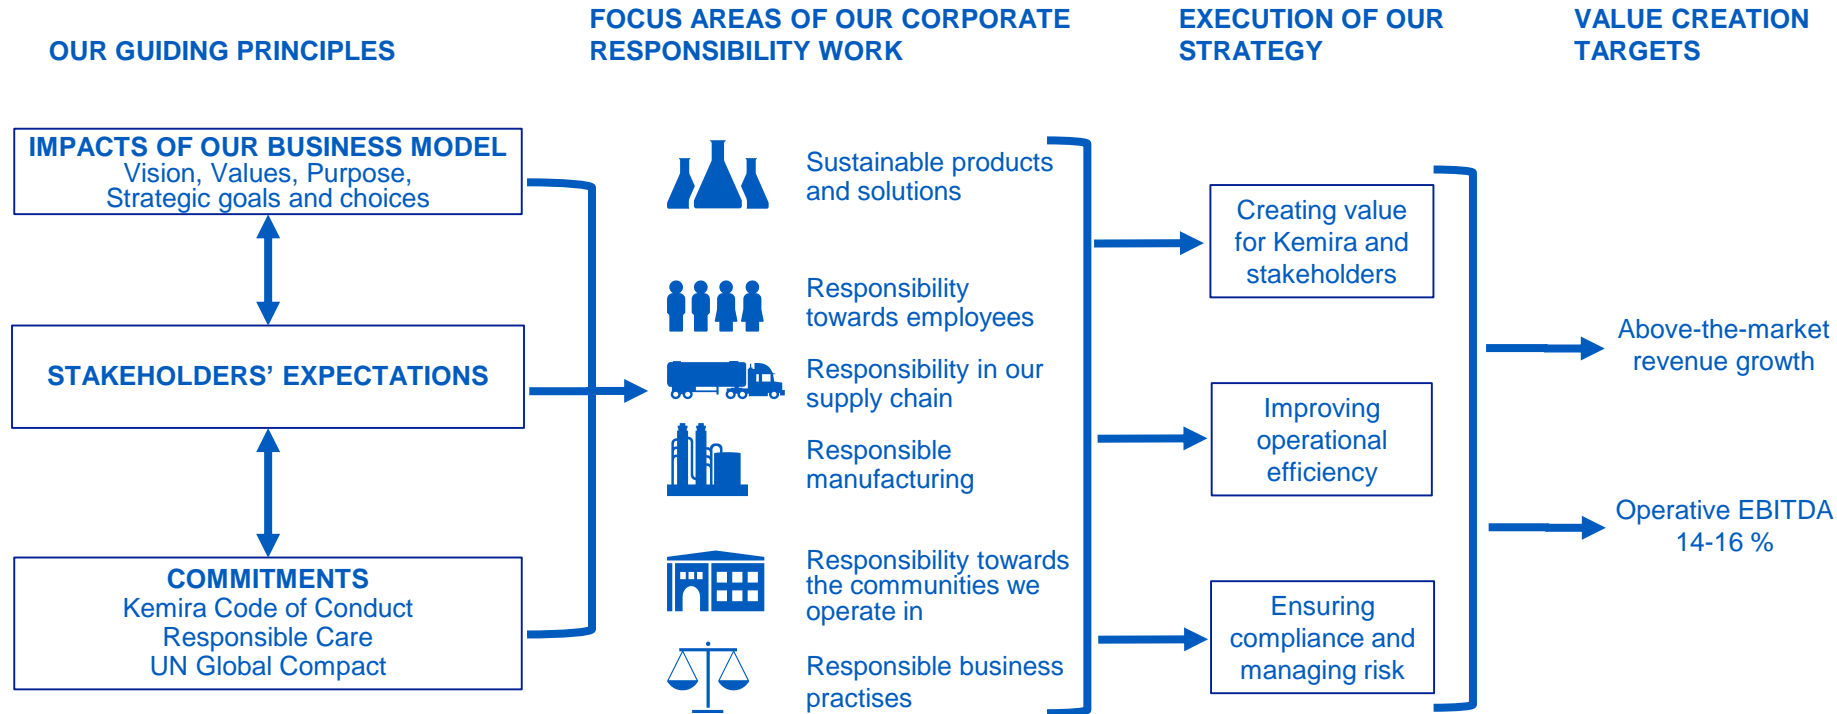 OUR GUIDING PRINCIPLES
FOCUS AREAS OF OUR CORPORATE
RESPONSIBILITY WORK
EXECUTION OF OUR
STRATEGY
VALUE CREATION
TARGETS
IMPACTS OF OUR BUSINESS MODEL
Vision, Values, Purpose,
Strategic goals and choices
STAKEHOLDERS’ EXPECTATIONS
COMMITMENTS
Kemira Code of Conduct
Responsible Care
UN Global Compact
Sustainable products
and solutions
Responsibility
towards employees
Responsibility in our
supply chain
Responsible
manufacturing
Responsibility towards
the communities we
operate in
Responsible business
practises
Creating value
for Kemira and
stakeholders
Improving
operational
efficiency
Ensuring
compliance and
managing risk
Above-the-market
revenue growth
Operative EBITDA
14-16 %